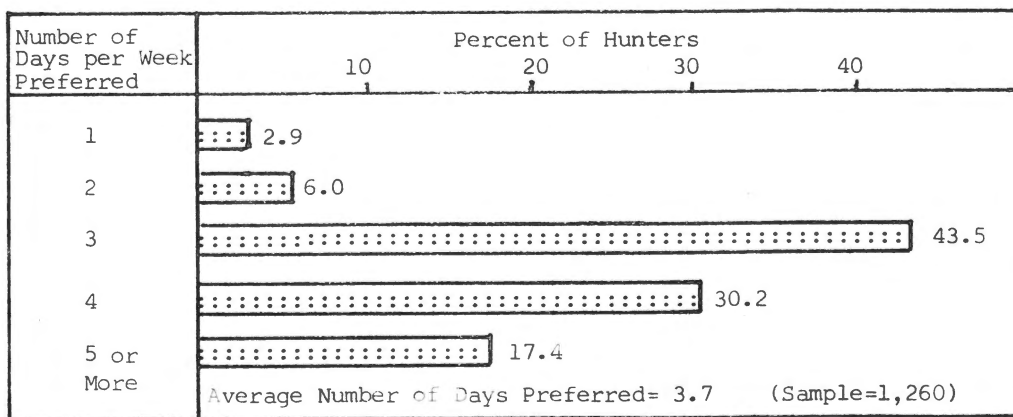 Number of
Days per Week
Preferred
Percent of Hunters
10 20 30 40
1 2.9
2 6.0
3 43.5
4 30.2
5 or
More 17.4
Average Number of Days Preferred= 3.7 (Sample=1,260)